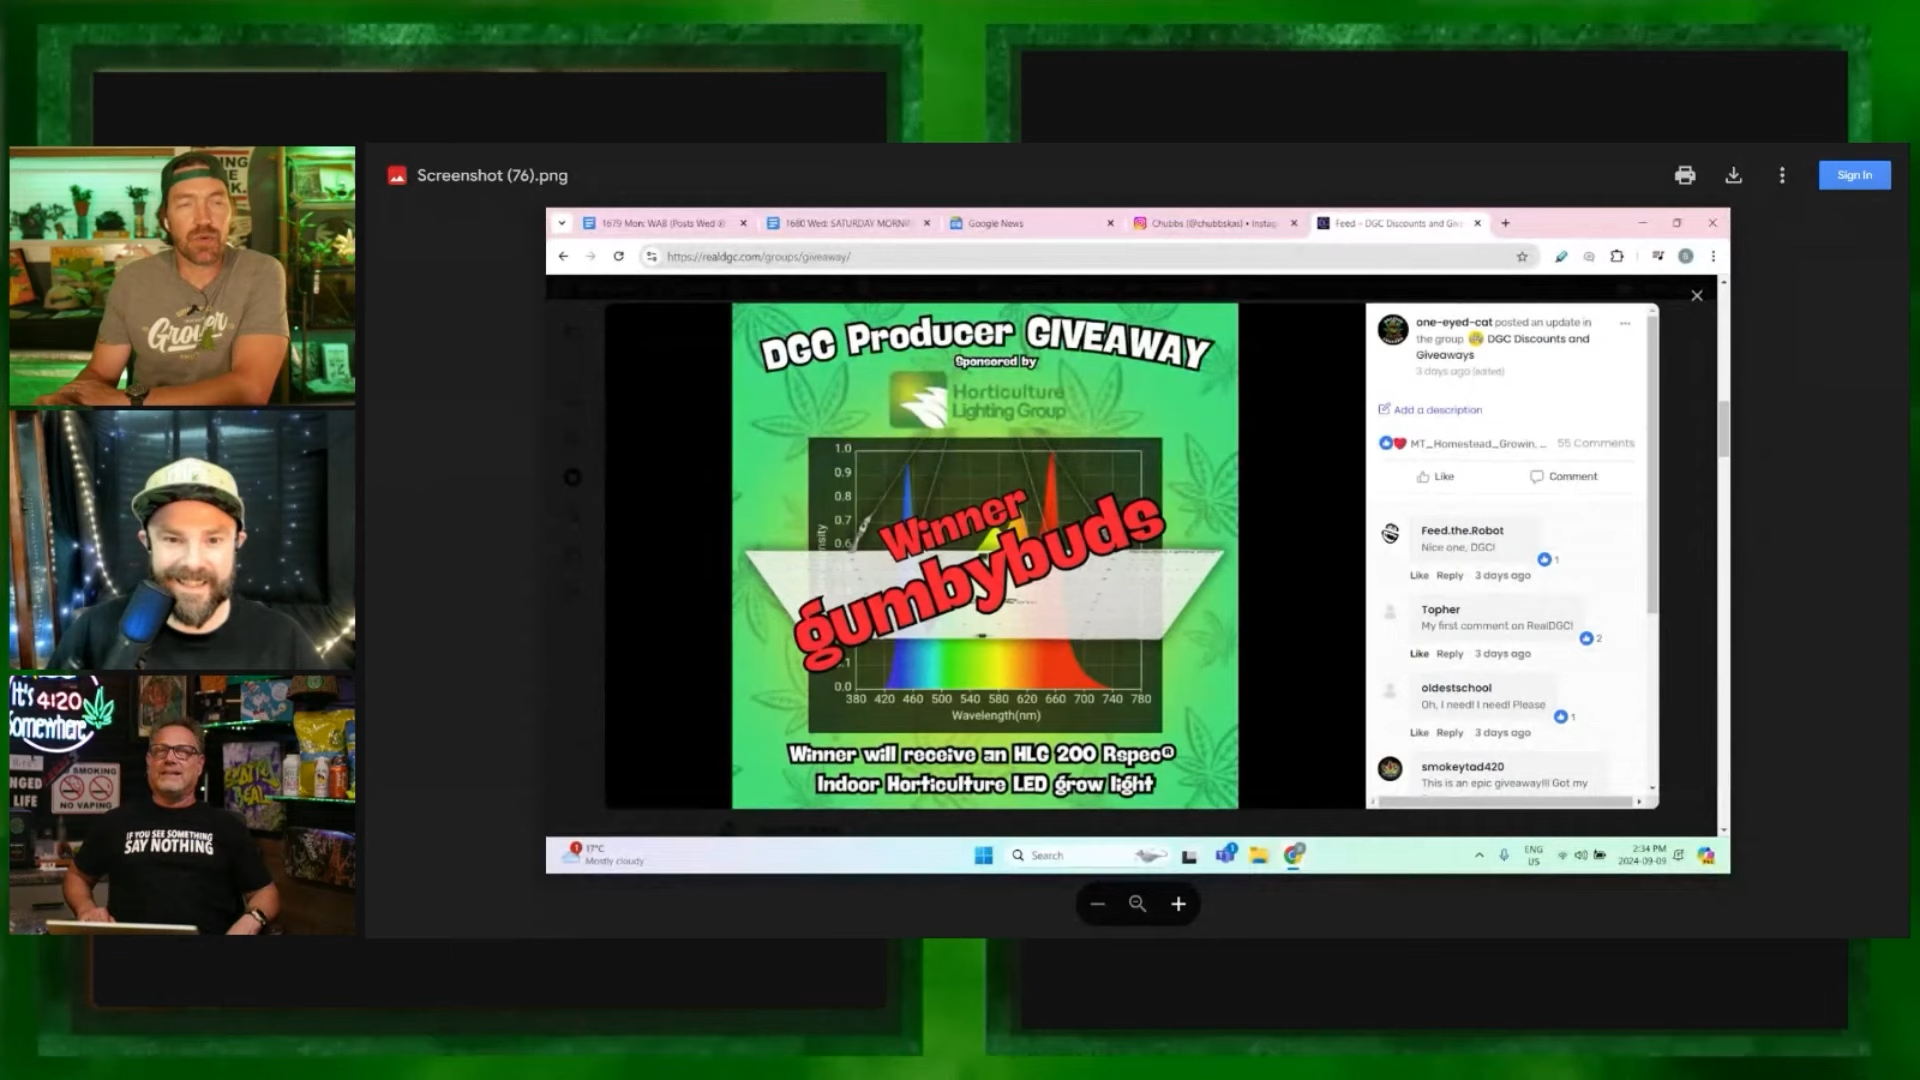 Screenshot (76).png
Sign In
1679 Mon: WAB (Posts Wed
1680 Wed: SATURDAY MORNI
Google News
Chubbs (@chubbskai) • Instag
Feed – DGC Discounts and Giv
https://realdgc.com/groups/giveaway/
DGC Producer GIVEAWAY
Sponsored by
Horticulture
Lighting Group
1.0
0.9
0.8
0.7
0.6
Winner
gumbybuds
0.0
380 420 460 500 540 580 620 660 700 740 780
Wavelength(nm)
Winner will receive an HLG 200 Rspec®
Indoor Horticulture LED grow light
one-eyed-cat posted an update in
the group DGC Discounts and
Giveaways
3 days ago (edited)
Add a description
MT_Homestead_Growin... 55 Comments
Like Comment
Feed.the.Robot
Nice one, DGC!
1
Like Reply 3 days ago
Topher
My first comment on RealDGC!
2
Like Reply 3 days ago
oldestschool
Oh, I need! I need! Please
1
Like Reply 3 days ago
smokeytad420
This is an epic giveaway!!! Got my
17°C
Mostly cloudy
Search
ENG
US
2:34 PM
2024-09-09
Grower
It's 4:20
Somewhere
NGED
LIFE
SMOKING
NO VAPING
IF YOU SEE SOMETHING
SAY NOTHING